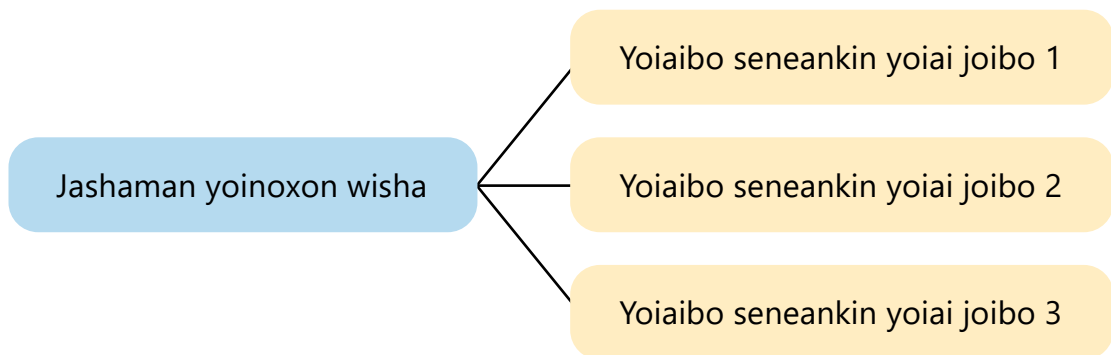 Yoiaibo seneankin yoiai joibo 1
Jashaman yoinoxon wisha
Yoiaibo seneankin yoiai joibo 2
Yoiaibo seneankin yoiai joibo 3